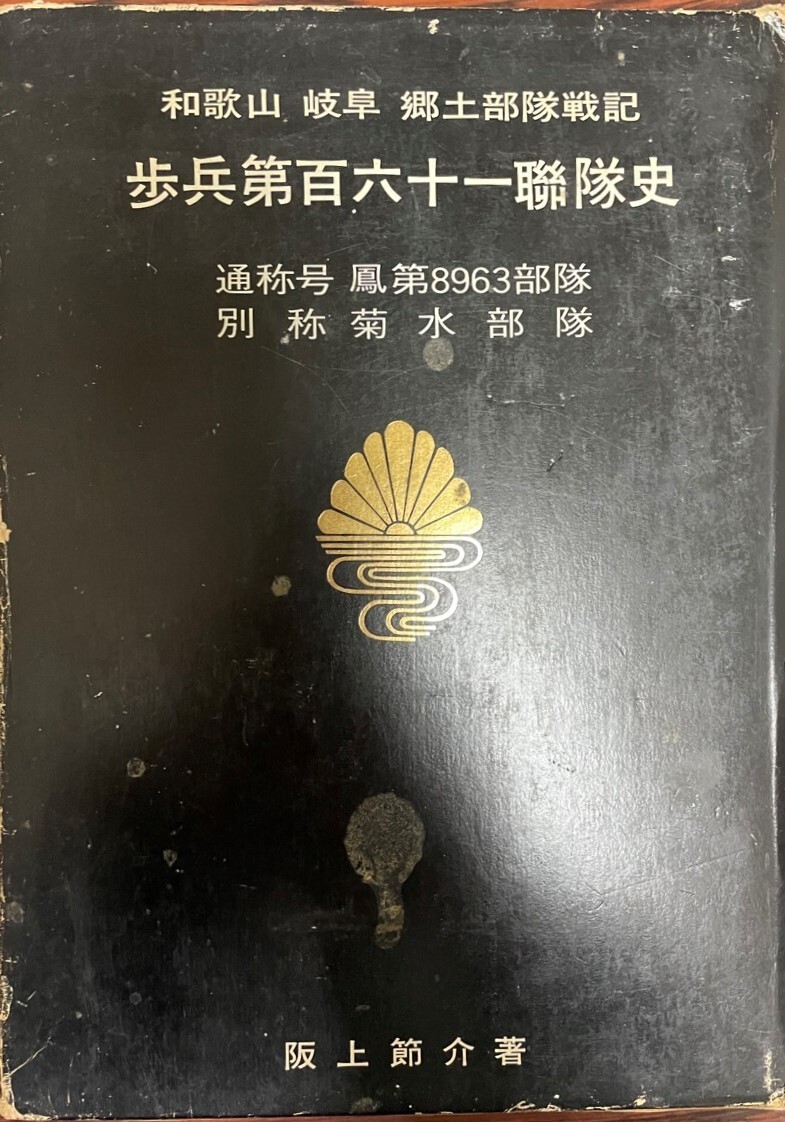 和歌山 岐阜 郷土部隊戦記
歩兵第百六十一聯隊史
通称号 鳳第8963部隊
別称菊水部隊
阪上節介著